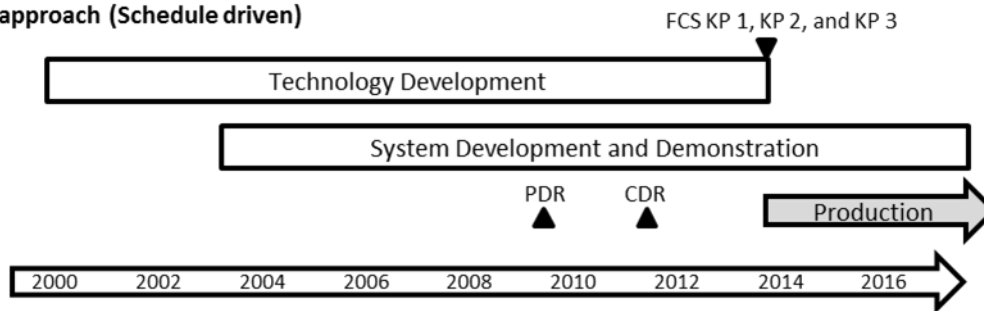 approach (Schedule driven)
FCS KP 1, KP 2, and KP 3
Technology Development
System Development and Demonstration
PDR CDR
Production
2000 2002 2004 2006 2008 2010 2012 2014 2016